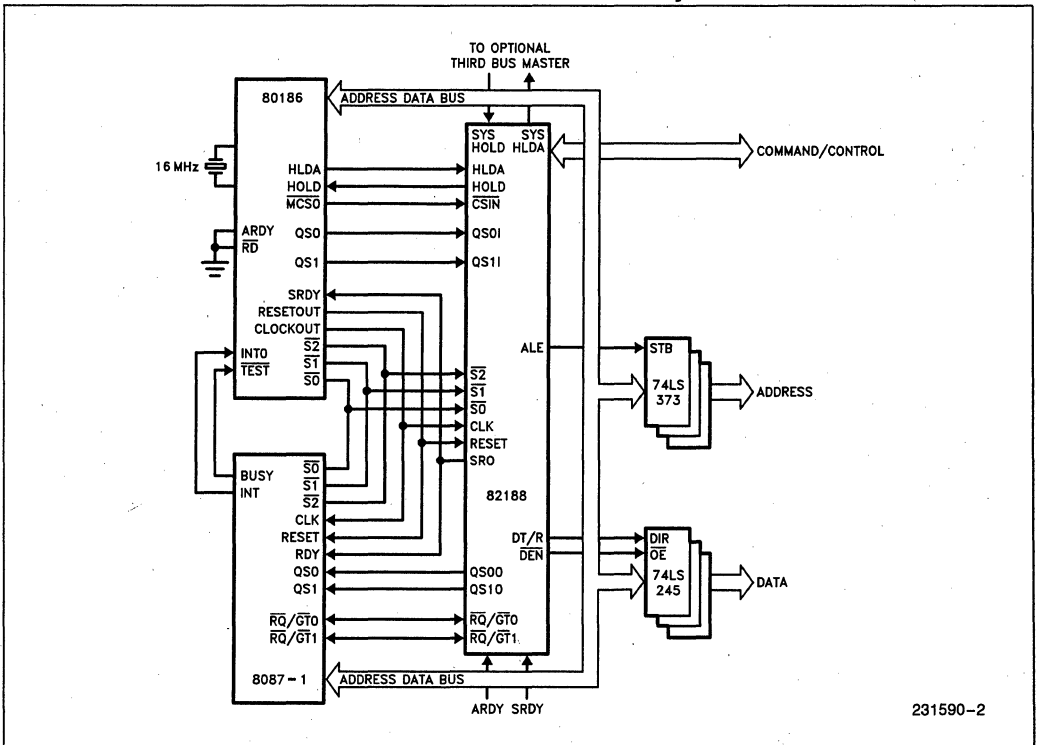 TO OPTIONAL
THIRD BUS MASTER
80186
ADDRESS DATA BUS
16 MHz
HLDA
HOLD
MCS0
ARDY
RD
QS0
QS1
SRDY
RESETOUT
CLOCKOUT
S2
S1
S0
INT0
TEST
SYS HOLD
SYS HLDA
HLDA
HOLD
CSIN
QS0I
QS1I
ALE
S2
S1
S0
CLK
RESET
SRO
82188
DT/R
DEN
QS0O
QS1O
RQ/GT0
RQ/GT1
ARDY SRDY
COMMAND/CONTROL
STB
74LS
373
ADDRESS
DIR
OE
74LS
245
DATA
BUSY
INT
S0
S1
S2
CLK
RESET
RDY
QS0
QS1
RQ/GT0
RQ/GT1
8087-1
ADDRESS DATA BUS
231590-2